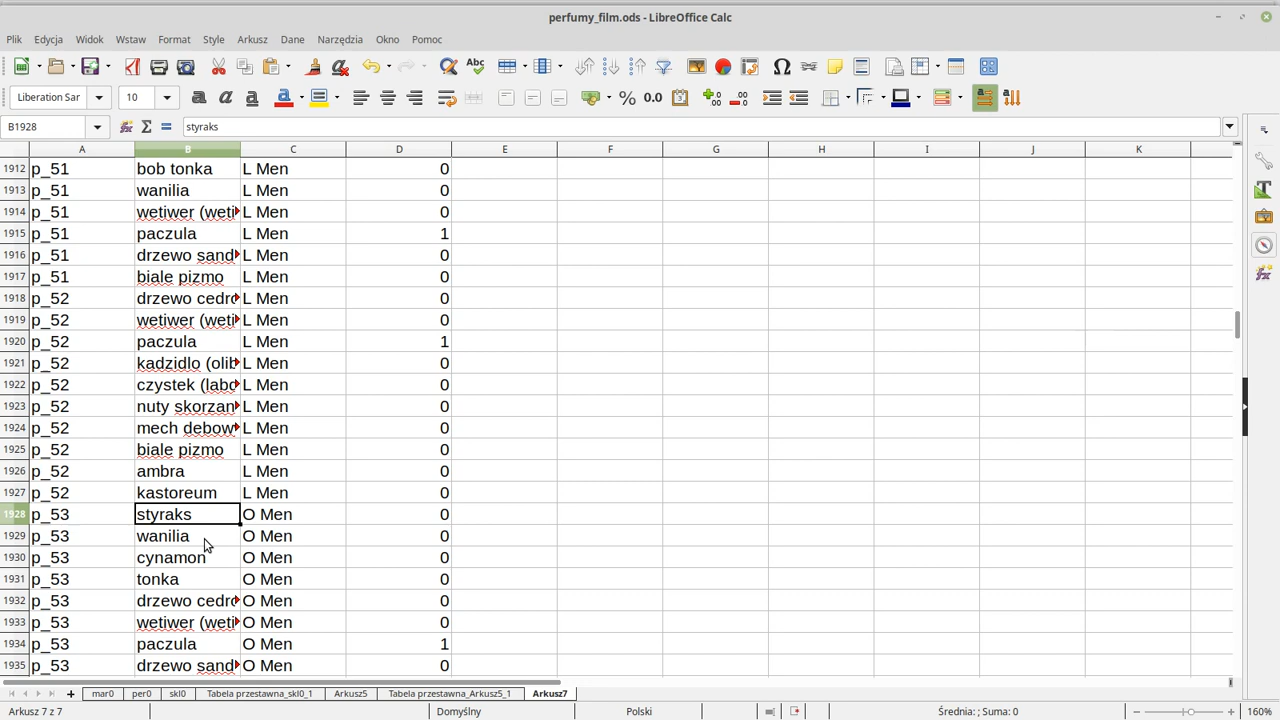 perfumy_film.ods - LibreOffice Calc
Plik Edycja Widok Wstaw Format Style Arkusz Dane Narzędzia Okno Pomoc
Liberation Sar 10
B1928 styraks
A B C D E F G H I J K
1912 p_51 bob tonka L Men 0
1913 p_51 wanilia L Men 0
1914 p_51 wetiwer (weti L Men 0
1915 p_51 paczula L Men 1
1916 p_51 drzewo sand L Men 0
1917 p_51 biale pizmo L Men 0
1918 p_52 drzewo cedro L Men 0
1919 p_52 wetiwer (weti L Men 0
1920 p_52 paczula L Men 1
1921 p_52 kadzidlo (olib L Men 0
1922 p_52 czystek (labd L Men 0
1923 p_52 nuty skorzan L Men 0
1924 p_52 mech debow L Men 0
1925 p_52 biale pizmo L Men 0
1926 p_52 ambra L Men 0
1927 p_52 kastoreum L Men 0
1928 p_53 styraks O Men 0
1929 p_53 wanilia O Men 0
1930 p_53 cynamon O Men 0
1931 p_53 tonka O Men 0
1932 p_53 drzewo cedro O Men 0
1933 p_53 wetiwer (weti O Men 0
1934 p_53 paczula O Men 1
1935 p_53 drzewo sand O Men 0
mar0 per0 skl0 Tabela przestawna_skl0_1 Arkusz5 Tabela przestawna_Arkusz5_1 Arkusz7
Arkusz 7 z 7 Domyślny Polski Średnia: ; Suma: 0 160%